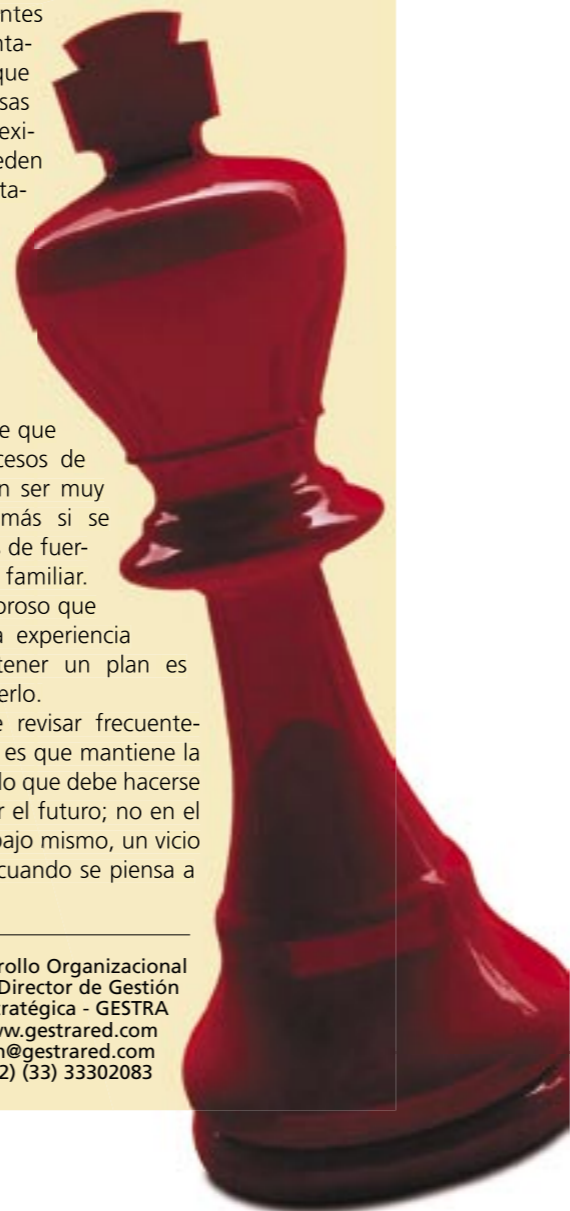 ntes
nta-
que
sas
exi-
eden
ta-
e que
cesos de
n ser muy
más si se
de fuer-
familiar.
oroso que
a experiencia
tener un plan es
erlo.
e revisar frecuente-
es que mantiene la
lo que debe hacerse
r el futuro; no en el
bajo mismo, un vicio
cuando se piensa a
rollo Organizacional
Director de Gestión
ratégica - GESTRA
ww.gestrared.com
n@gestrared.com
2) (33) 33302083